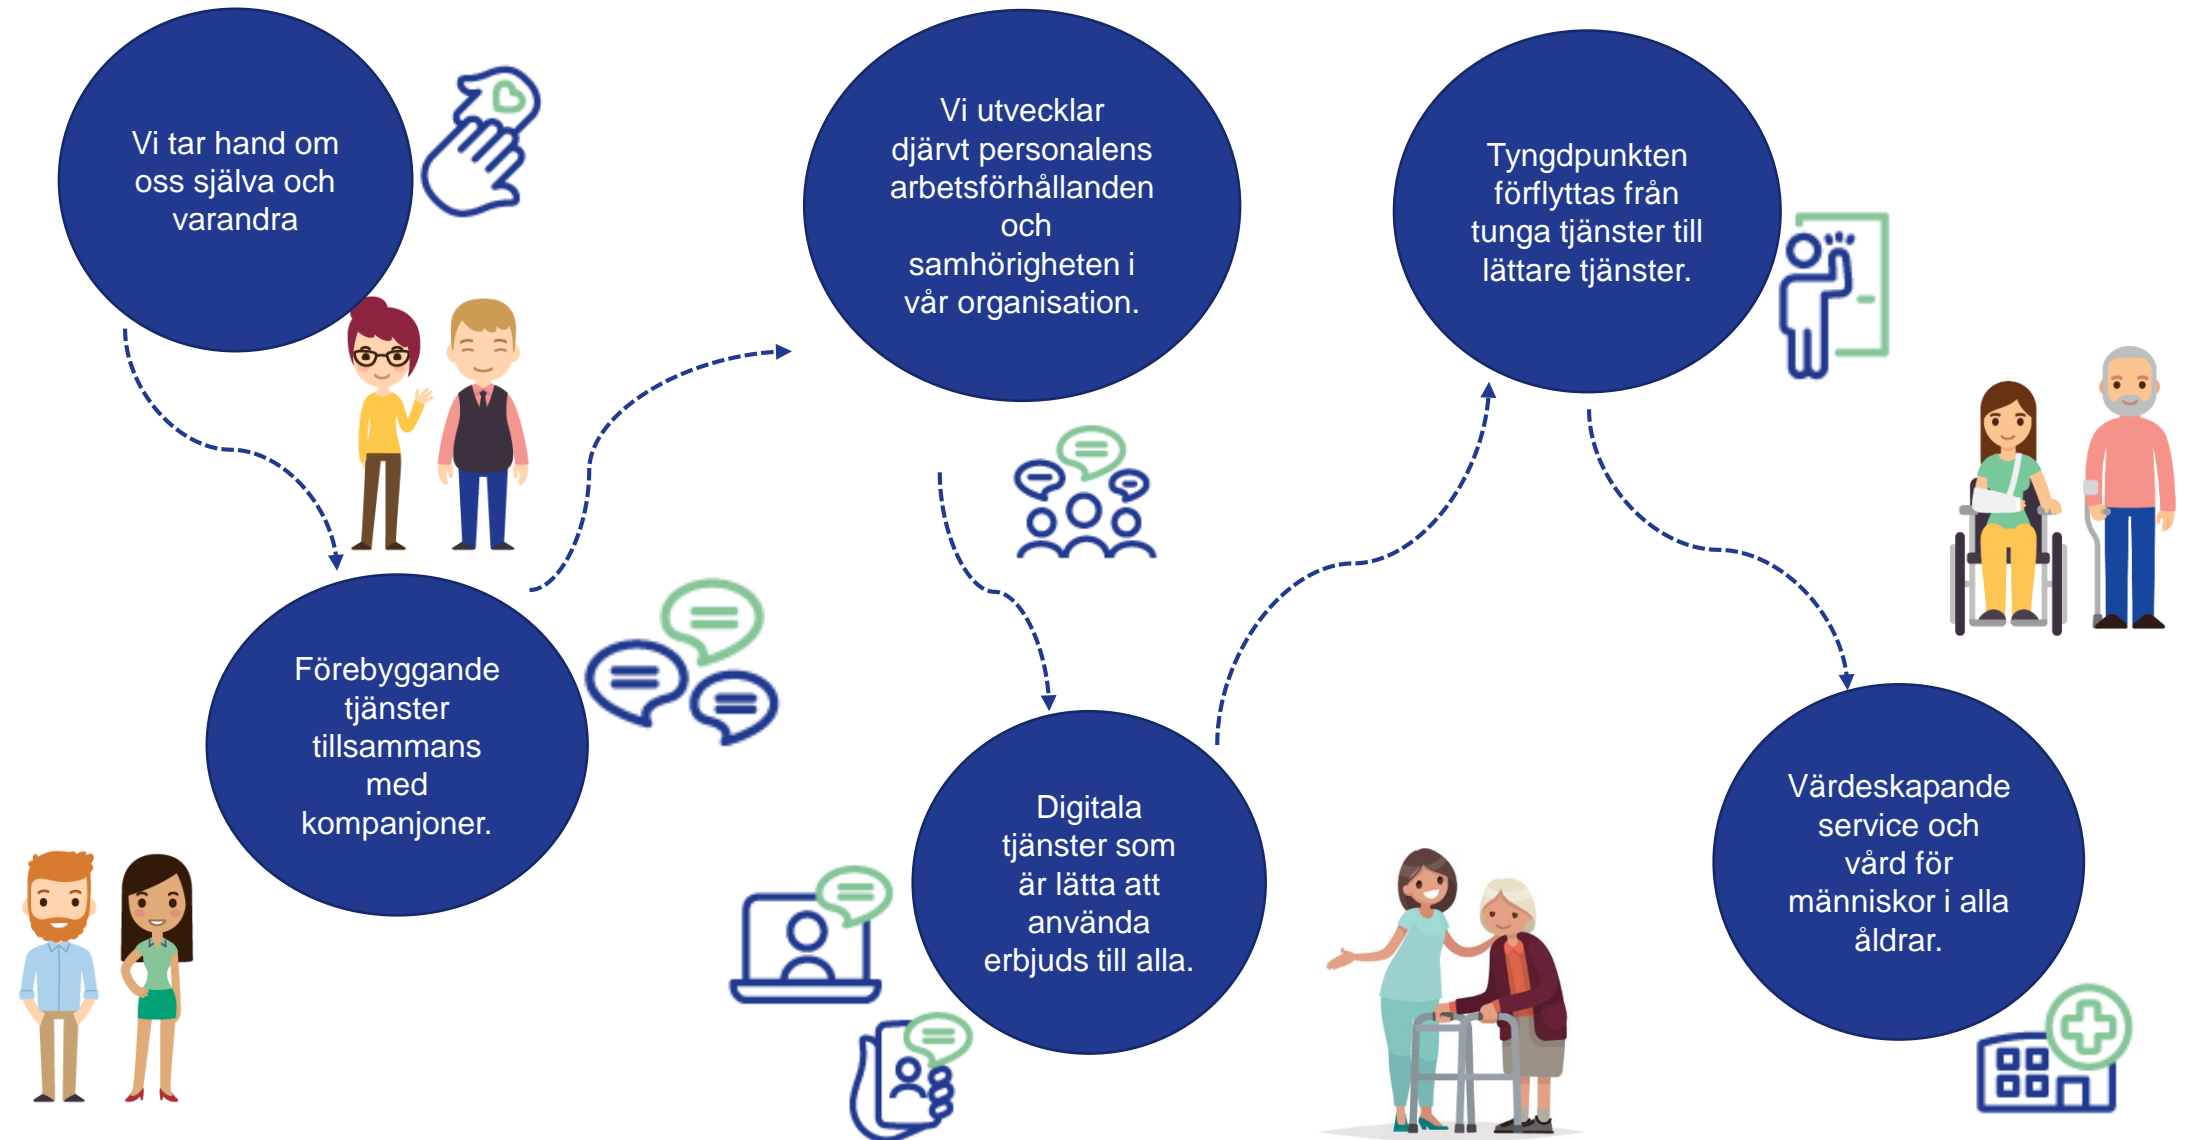 Vi tar hand om
oss själva och
varandra
Förebyggande
tjänster
tillsammans
med
kompanjoner.
Vi utvecklar
djärvt personalens
arbetsförhållanden
och
samhörigheten i
vår organisation.
Digitala
tjänster som
är lätta att
använda
erbjuds till alla.
Tyngdpunkten
förflyttas från
tunga tjänster till
lättare tjänster.
Värdeskapande
service och
vård för
människor i alla
åldrar.